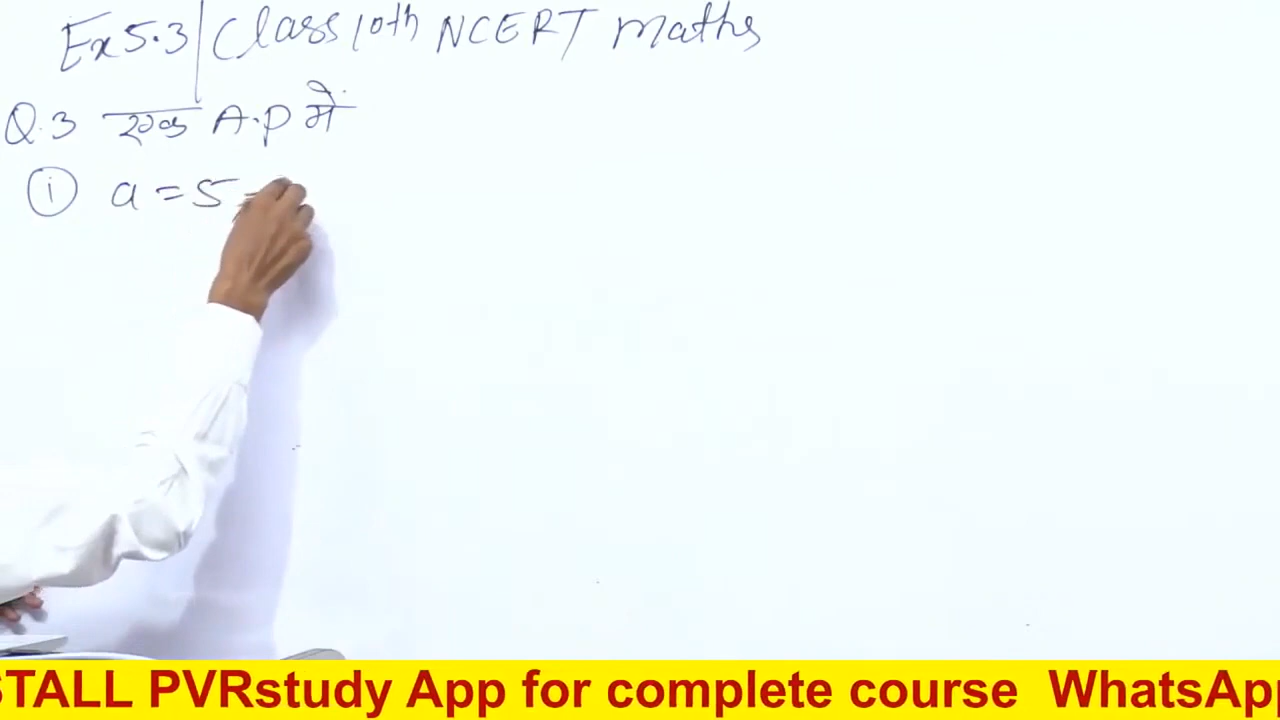 Ex 5.3 | Class 10th NCERT Maths
Q.3 एक A.P में
(i) a = 5
STALL PVRstudy App for complete course WhatsApp